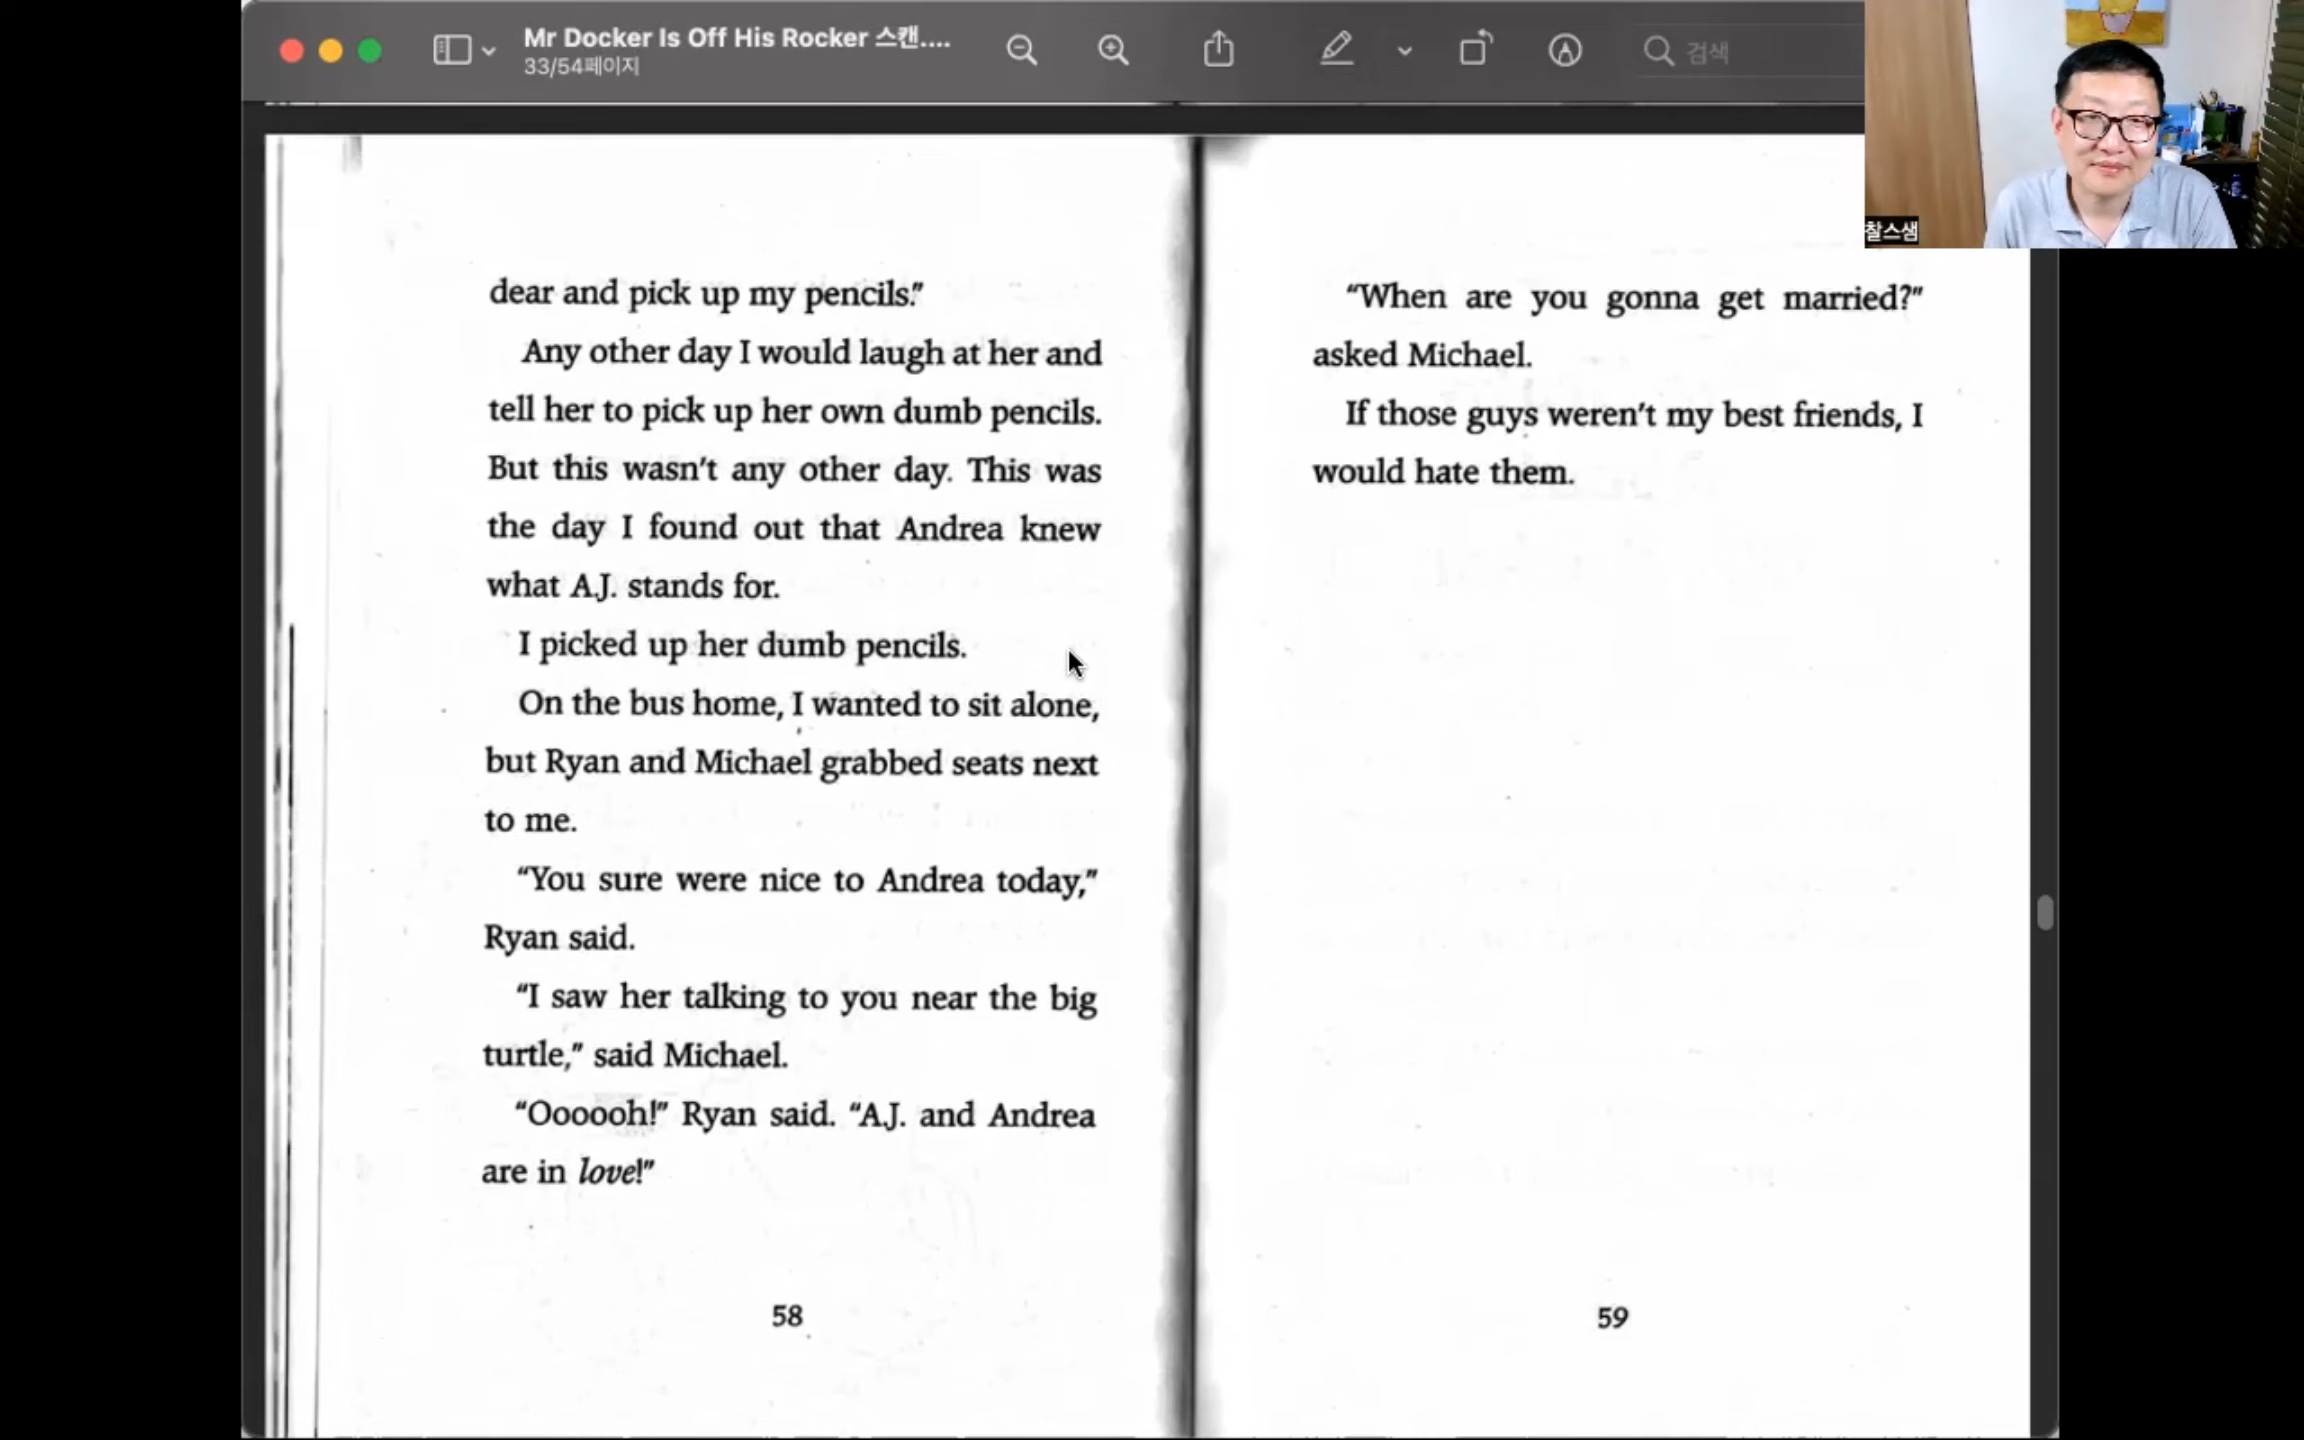 Mr Docker Is Off His Rocker 스캔....
33/54페이지
검색
찰스샘
dear and pick up my pencils."
Any other day I would laugh at her and
tell her to pick up her own dumb pencils.
But this wasn't any other day. This was
the day I found out that Andrea knew
what A.J. stands for.
I picked up her dumb pencils.
On the bus home, I wanted to sit alone,
but Ryan and Michael grabbed seats next
to me.
"You sure were nice to Andrea today,"
Ryan said.
"I saw her talking to you near the big
turtle," said Michael.
"Oooooh!" Ryan said. "A.J. and Andrea
are in love!"
58
"When are you gonna get married?"
asked Michael.
If those guys weren't my best friends, I
would hate them.
59